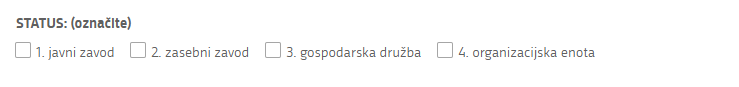 STATUS: (označite)
1. javni zavod 2. zasebni zavod 3. gospodarska družba 4. organizacijska enota